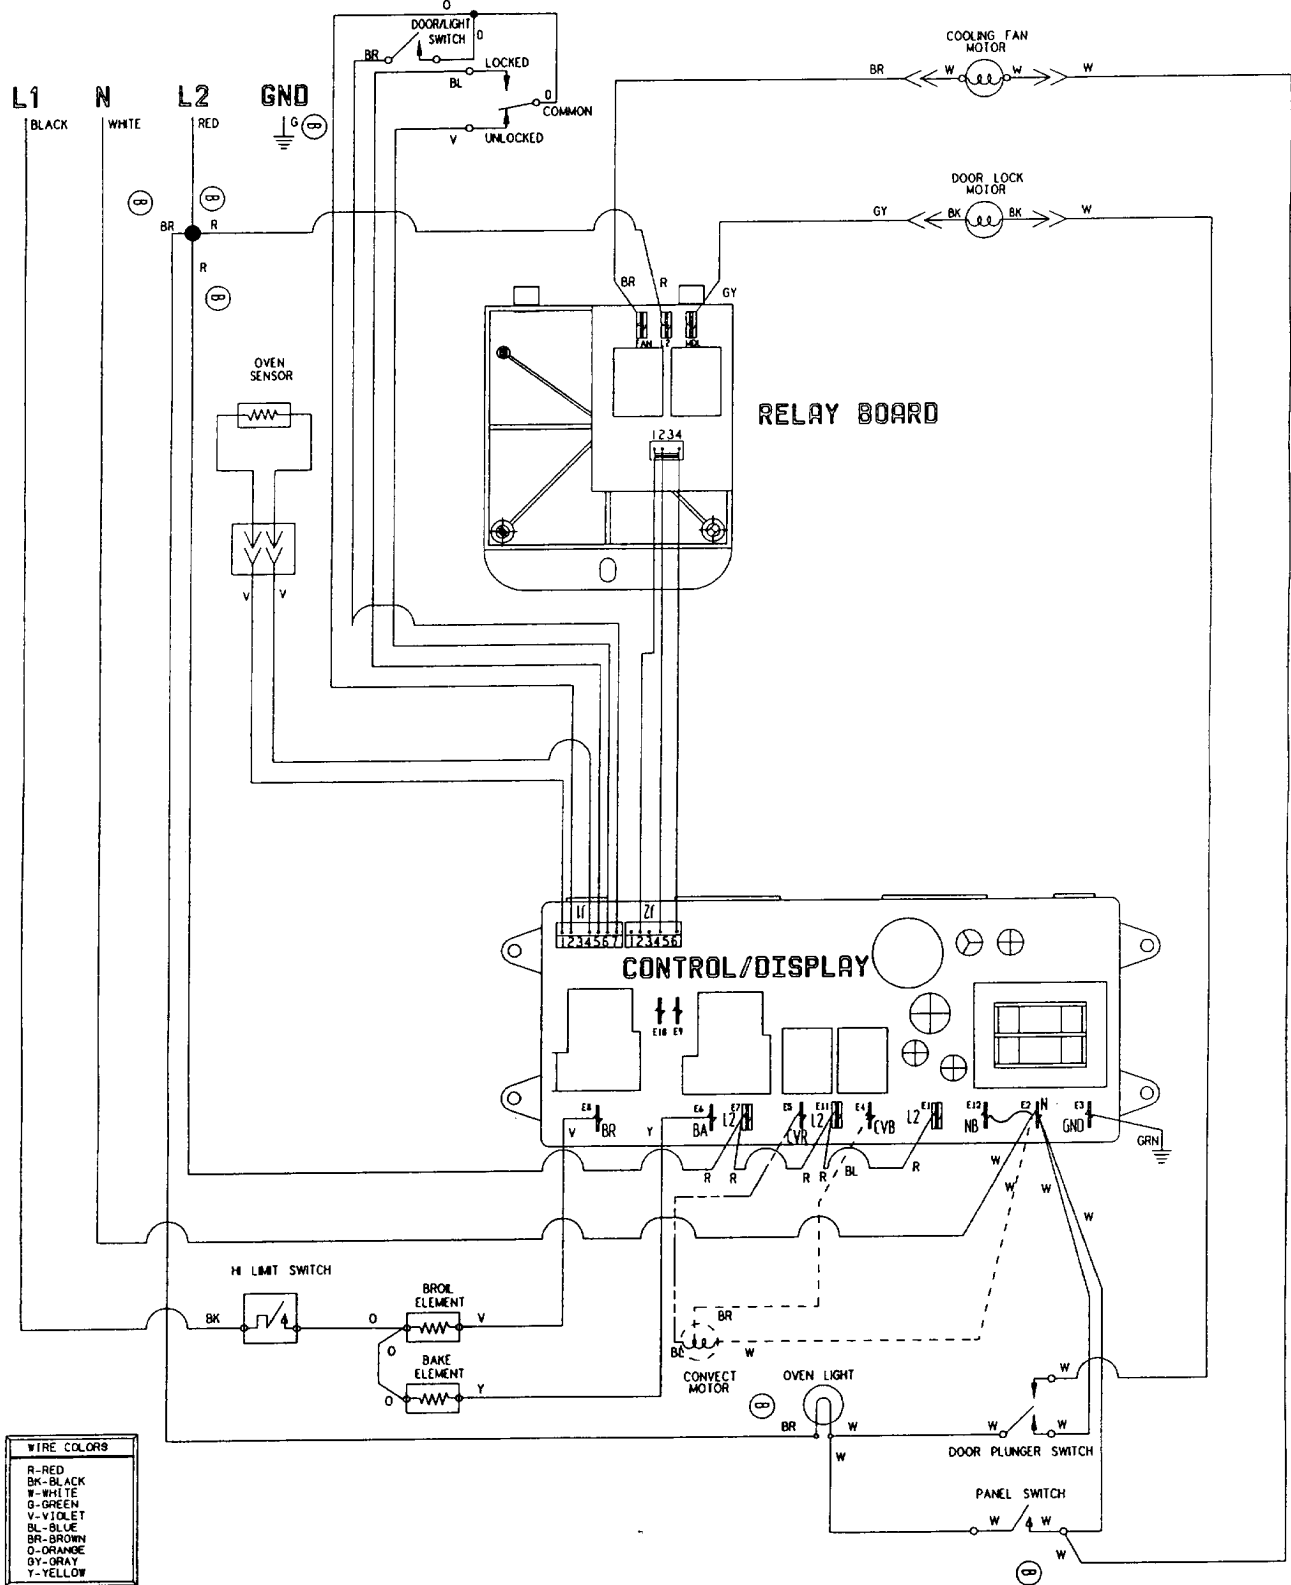 O
DOOR/LIGHT
SWITCH
O
BR
LOCKED
BL
O
COMMON
V
UNLOCKED
COOLING FAN
MOTOR
BR
W
W
W
L1
N
L2
GND
BLACK
WHITE
RED
G
B
DOOR LOCK
MOTOR
GY
BK
BK
W
B
B
BR
R
R
B
BR
R
GY
FAN
L2
MDL
OVEN
SENSOR
RELAY BOARD
1234
V
V
J1
J2
1234567
123456
CONTROL/DISPLAY
E10
E9
E8
BR
E6
BA
E7
L2
E5
CVR
E11
L2
E4
CVB
E1
L2
E12
NB
E2
N
E3
GND
GRN
V
Y
R
R
R
R
BL
R
W
W
W
W
HI LIMIT SWITCH
BK
O
BROIL
ELEMENT
V
O
BAKE
ELEMENT
O
Y
BR
BL
W
CONVECT
MOTOR
OVEN LIGHT
B
BR
W
W
W
W
W
DOOR PLUNGER SWITCH
PANEL SWITCH
W
W
W
B
WIRE COLORS
R-RED
BK-BLACK
W-WHITE
G-GREEN
V-VIOLET
BL-BLUE
BR-BROWN
O-ORANGE
GY-GRAY
Y-YELLOW